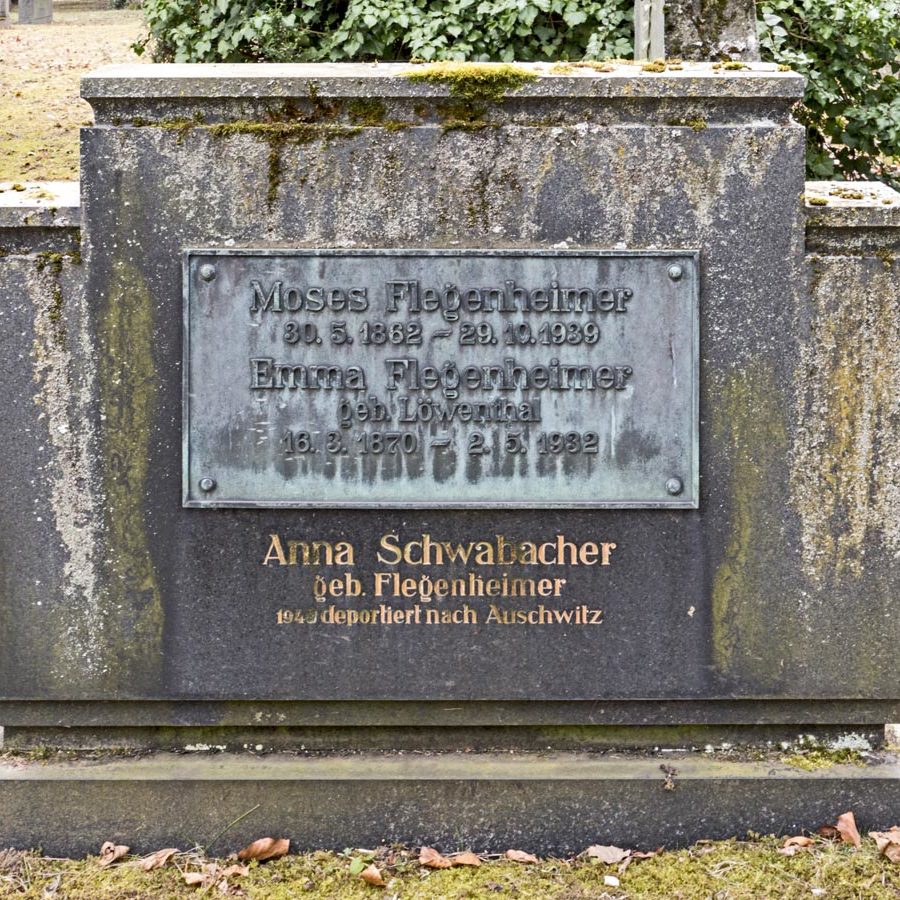 Moses Flegenheimer
30. 5. 1862 - 29. 10. 1939
Emma Flegenheimer
geb. Löwenthal
16. 3. 1870 - 2. 5. 1932
Anna Schwabacher
geb. Flegenheimer
deportiert nach Auschwitz